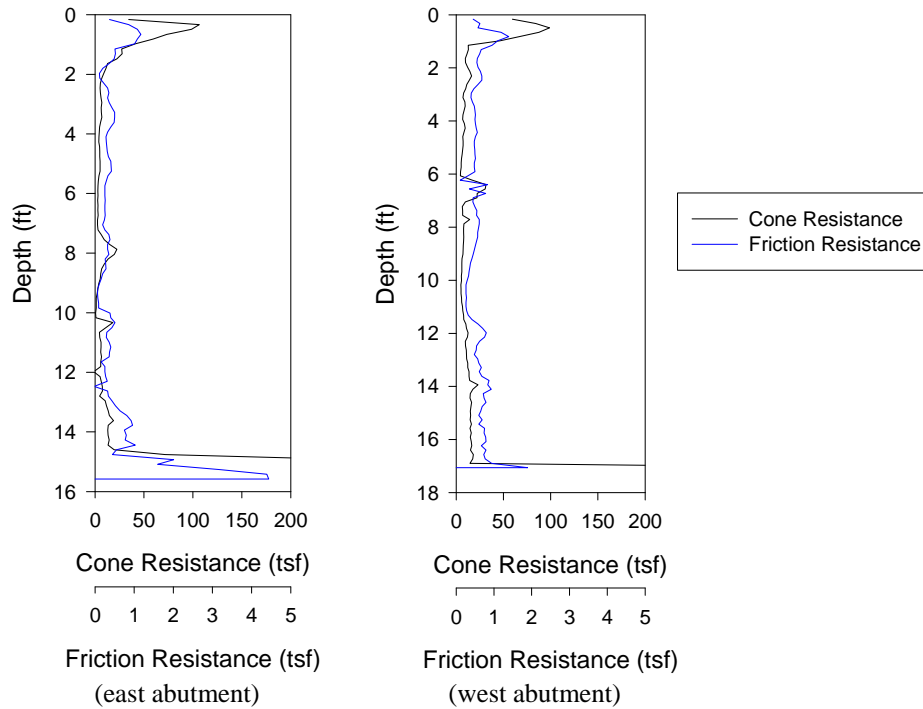 Depth (ft)
0
2
4
6
8
10
12
14
16
0 50 100 150 200
Cone Resistance (tsf)
0 1 2 3 4 5
Friction Resistance (tsf)
(east abutment)
Depth (ft)
0
2
4
6
8
10
12
14
16
18
0 50 100 150 200
Cone Resistance (tsf)
0 1 2 3 4 5
Friction Resistance (tsf)
(west abutment)
Cone Resistance
Friction Resistance